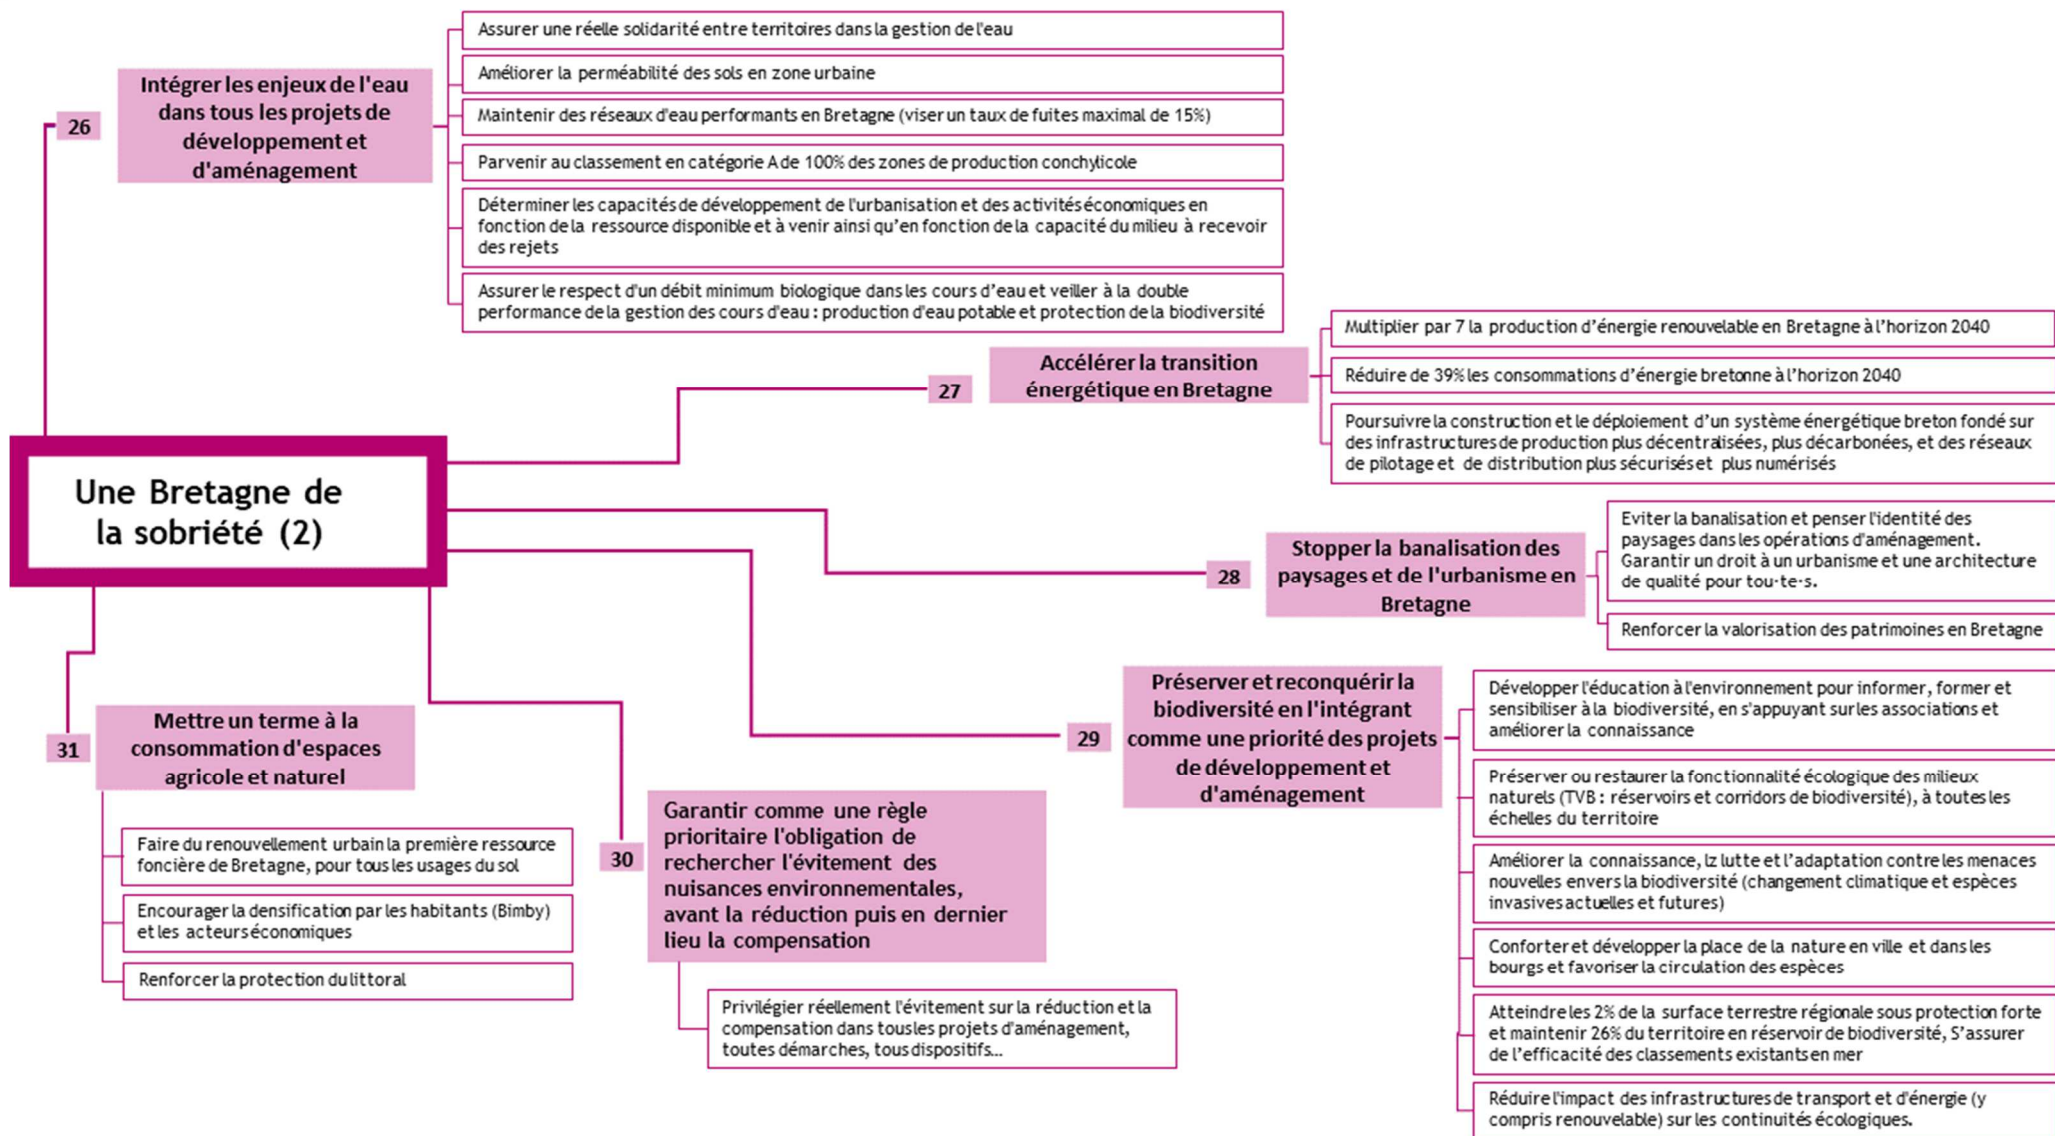 Une Bretagne de
la sobriété (2)
26
Intégrer les enjeux de l'eau
dans tous les projets de
développement et
d'aménagement
Assurer une réelle solidarité entre territoires dans la gestion de l'eau
Améliorer la perméabilité des sols en zone urbaine
Maintenir des réseaux d'eau performants en Bretagne (viser un taux de fuites maximal de 15%)
Parvenir au classement en catégorie A de 100% des zones de production conchylicole
Déterminer les capacités de développement de l'urbanisation et des activités économiques en
fonction de la ressource disponible et à venir ainsi qu'en fonction de la capacité du milieu à recevoir
des rejets
Assurer le respect d'un débit minimum biologique dans les cours d'eau et veiller à la double
performance de la gestion des cours d'eau : production d'eau potable et protection de la biodiversité
27
Accélérer la transition
énergétique en Bretagne
Multiplier par 7 la production d'énergie renouvelable en Bretagne à l'horizon 2040
Réduire de 39% les consommations d'énergie bretonne à l'horizon 2040
Poursuivre la construction et le déploiement d'un système énergétique breton fondé sur
des infrastructures de production plus décentralisées, plus décarbonées, et des réseaux
de pilotage et de distribution plus sécurisés et plus numérisés
28
Stopper la banalisation des
paysages et de l'urbanisme en
Bretagne
Eviter la banalisation et penser l'identité des
paysages dans les opérations d'aménagement.
Garantir un droit à un urbanisme et une architecture
de qualité pour tou-te-s.
Renforcer la valorisation des patrimoines en Bretagne
29
Préserver et reconquérir la
biodiversité en l'intégrant
comme une priorité des projets
de développement et
d'aménagement
Développer l'éducation à l'environnement pour informer, former et
sensibiliser à la biodiversité, en s'appuyant sur les associations et
améliorer la connaissance
Préserver ou restaurer la fonctionnalité écologique des milieux
naturels (TVB : réservoirs et corridors de biodiversité), à toutes les
échelles du territoire
Améliorer la connaissance, lz lutte et l'adaptation contre les menaces
nouvelles envers la biodiversité (changement climatique et espèces
invasives actuelles et futures)
Conforter et développer la place de la nature en ville et dans les
bourgs et favoriser la circulation des espèces
Atteindre les 2% de la surface terrestre régionale sous protection forte
et maintenir 26% du territoire en réservoir de biodiversité, S'assurer
de l'efficacité des classements existants en mer
Réduire l'impact des infrastructures de transport et d'énergie (y
compris renouvelable) sur les continuités écologiques.
30
Garantir comme une règle
prioritaire l'obligation de
rechercher l'évitement des
nuisances environnementales,
avant la réduction puis en dernier
lieu la compensation
Privilégier réellement l'évitement sur la réduction et la
compensation dans tousles projets d'aménagement,
toutes démarches, tous dispositifs...
31
Mettre un terme à la
consommation d'espaces
agricole et naturel
Faire du renouvellement urbain la première ressource
foncière de Bretagne, pour tous les usages du sol
Encourager la densification par les habitants (Bimby)
et les acteurs économiques
Renforcer la protection du littoral